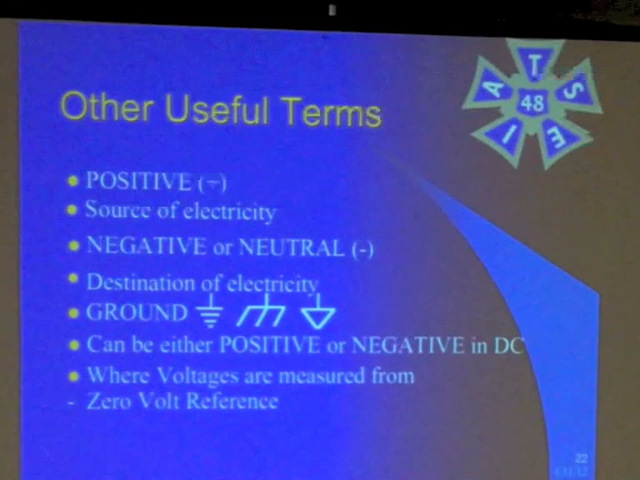 Other Useful Terms
I A T S E
48
• POSITIVE (+)
• Source of electricity
• NEGATIVE or NEUTRAL (-)
• Destination of electricity
• GROUND
• Can be either POSITIVE or NEGATIVE in DC
• Where Voltages are measured from
- Zero Volt Reference
22